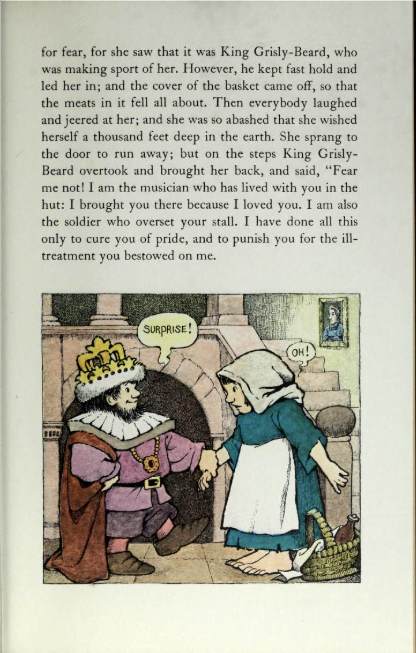 for fear, for she saw that it was King Grisly-Beard, who
was making sport of her. However, he kept fast hold and
led her in; and the cover of the basket came off, so that
the meats in it fell all about. Then everybody laughed
and jeered at her; and she was so abashed that she wished
herself a thousand feet deep in the earth. She sprang to
the door to run away; but on the steps King Grisly-
Beard overtook and brought her back, and said, “Fear
me not! I am the musician who has lived with you in the
hut: I brought you there because I loved you. I am also
the soldier who overset your stall. I have done all this
only to cure you of pride, and to punish you for the ill-
treatment you bestowed on me.
SURPRISE!
OH!